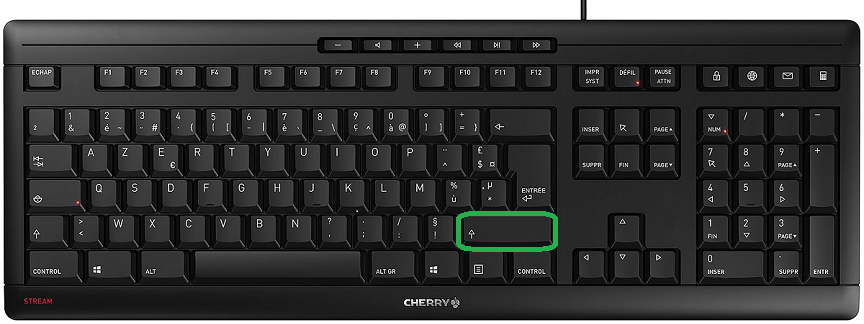 ECHAP F1 F2 F3 F4 F5 F6 F7 F8 F9 F10 F11 F12 IMPR SYST DÉFIL PAUSE ATTN
² 1 & 2 é ~ 3 " # 4 ' { 5 ( [ 6 - | 7 è ` 8 _ \ 9 ç ^ 0 à @ ° ) ] + = } INSER PAGE NUM / * -
A Z E € R T Y U I O P ¨ ^ £ $ ¤ ENTRÉE SUPPR FIN PAGE 7 8 9 PAGE +
Q S D F G H J K L M % ù µ * 4 5 6
> < W X C V B N ? , . ; / : § ! 1 FIN 2 3 PAGE
CONTROL ALT ALT GR CONTROL 0 INSER . SUPPR ENTR
STREAM CHERRY